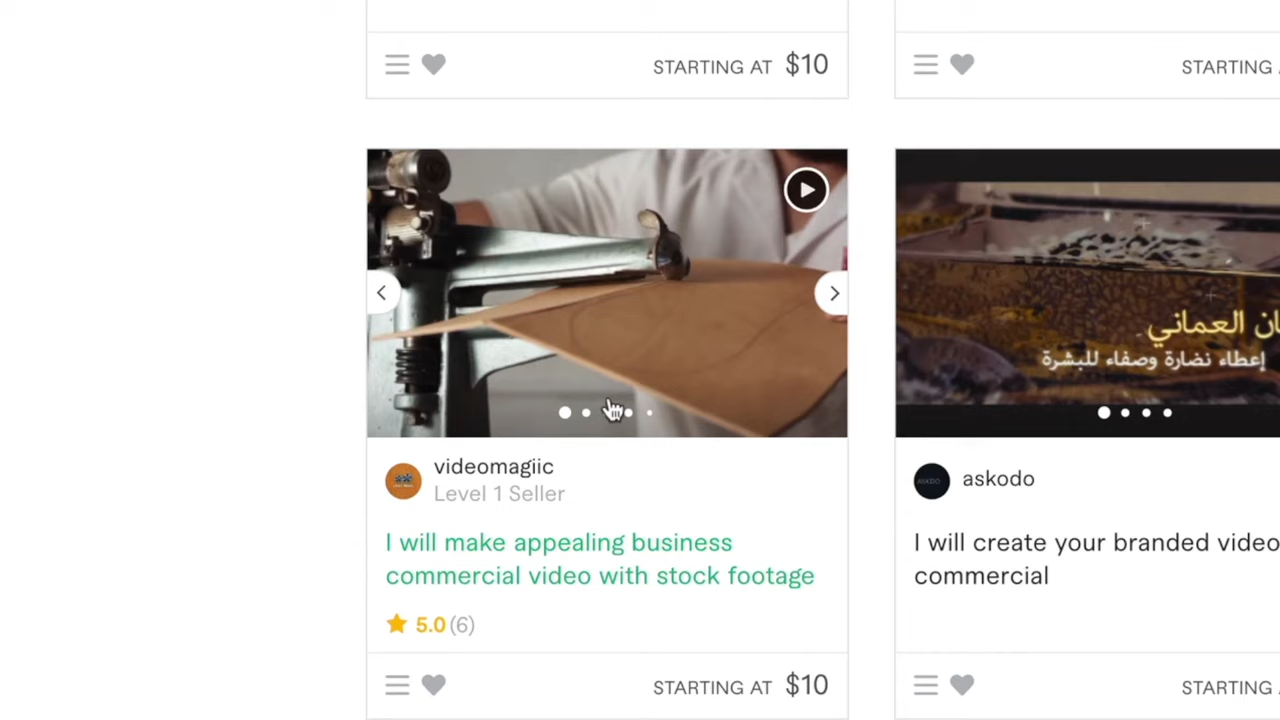 STARTING AT $10
STARTING
ان العماني
إعطاء نضارة وصفاء للبشرة
videomagiic
Level 1 Seller
askodo
I will make appealing business
commercial video with stock footage
I will create your branded video
commercial
5.0 (6)
STARTING AT $10
STARTING